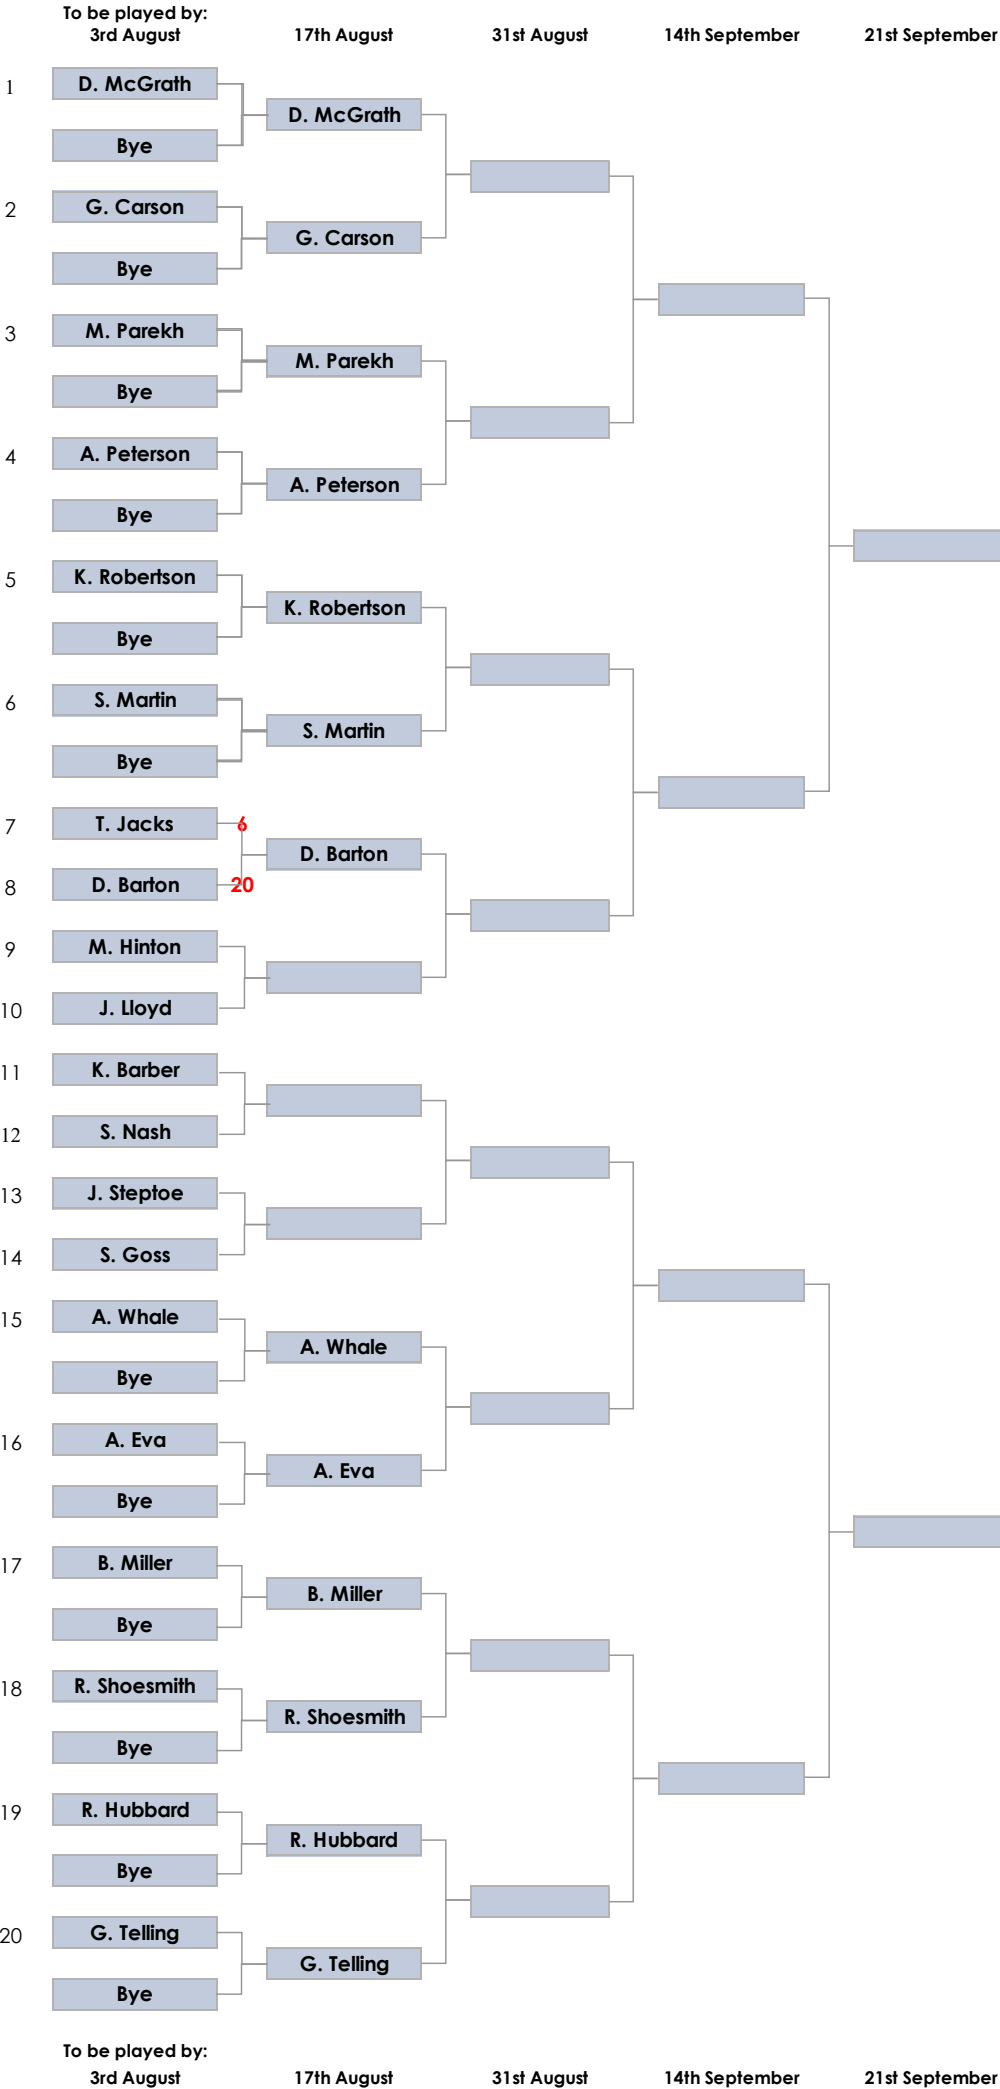 To be played by:
3rd August 17th August 31st August 14th September 21st September
1 D. McGrath
D. McGrath
Bye
2 G. Carson
G. Carson
Bye
3 M. Parekh
M. Parekh
Bye
4 A. Peterson
A. Peterson
Bye
5 K. Robertson
K. Robertson
Bye
6 S. Martin
S. Martin
Bye
7 T. Jacks 6
D. Barton
8 D. Barton 20
9 M. Hinton
10 J. Lloyd
11 K. Barber
12 S. Nash
13 J. Steptoe
14 S. Goss
15 A. Whale
A. Whale
Bye
16 A. Eva
A. Eva
Bye
17 B. Miller
B. Miller
Bye
18 R. Shoesmith
R. Shoesmith
Bye
19 R. Hubbard
R. Hubbard
Bye
20 G. Telling
G. Telling
Bye
To be played by:
3rd August 17th August 31st August 14th September 21st September